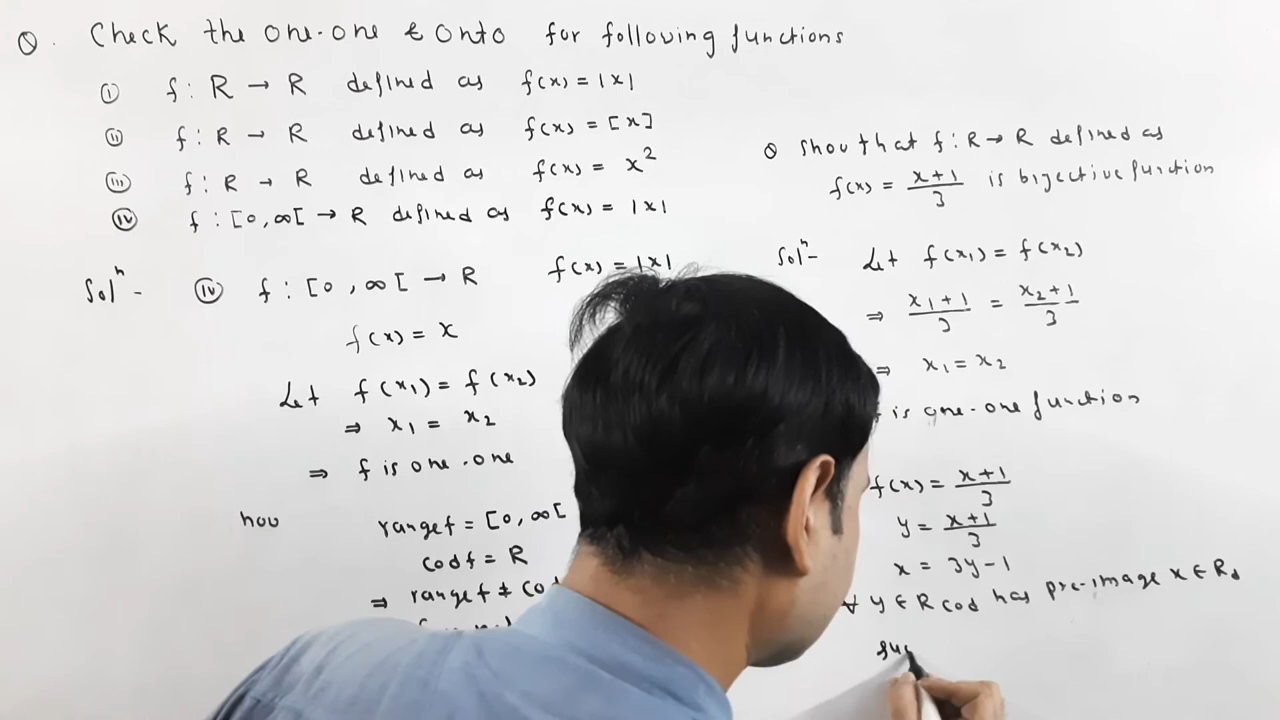 Q. Check the one-one & onto for following functions
(i) f : R → R defined as f(x) = |x|
(ii) f : R → R defined as f(x) = [x]
(iii) f : R → R defined as f(x) = x²
(iv) f : [0, ∞[ → R defined as f(x) = |x|
Solⁿ - (iv) f : [0, ∞[ → R f(x) = |x|
f(x) = x
Let f(x₁) = f(x₂)
⇒ x₁ = x₂
⇒ f is one-one
now range f = [0, ∞[
cod f = R
⇒ range f ≠ co
Q Show that f : R → R defined as
f(x) = (x+1)/3 is bijective function
Solⁿ- Let f(x₁) = f(x₂)
⇒ (x₁+1)/3 = (x₂+1)/3
⇒ x₁ = x₂
f is one-one function
f(x) = (x+1)/3
y = (x+1)/3
x = 3y-1
∀ y ∈ R cod has pre-image x ∈ R d